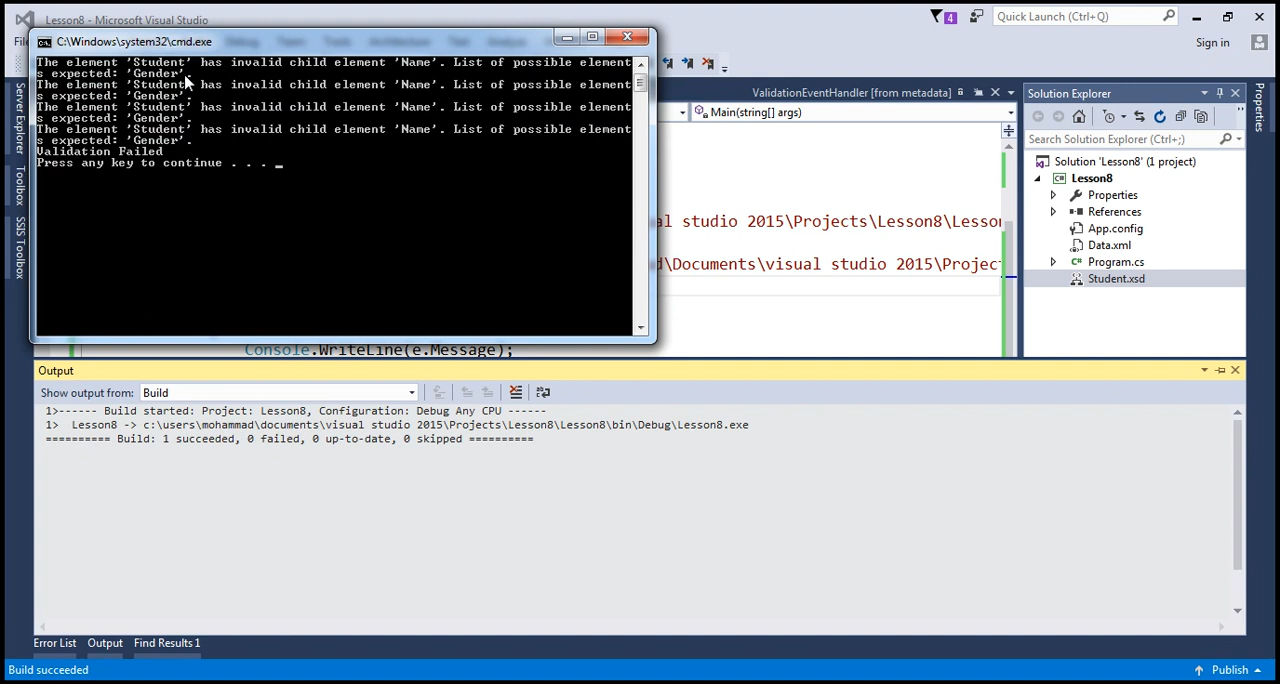 Lesson8 - Microsoft Visual Studio
4
Quick Launch (Ctrl+Q)
Sign in
C:\Windows\system32\cmd.exe
The element 'Student' has invalid child element 'Name'. List of possible element
s expected: 'Gender'.
The element 'Student' has invalid child element 'Name'. List of possible element
s expected: 'Gender'.
The element 'Student' has invalid child element 'Name'. List of possible element
s expected: 'Gender'.
The element 'Student' has invalid child element 'Name'. List of possible element
s expected: 'Gender'.
Validation Failed
Press any key to continue . . . _
Server Explorer
Toolbox
SSIS Toolbox
ValidationEventHandler [from metadata]
Main(string[] args)
al studio 2015\Projects\Lesson8\Lesson
d\Documents\visual studio 2015\Project
Console.WriteLine(e.Message);
Solution Explorer
Search Solution Explorer (Ctrl+;)
Solution 'Lesson8' (1 project)
C# Lesson8
Properties
References
App.config
Data.xml
C# Program.cs
Student.xsd
Properties
Output
Show output from: Build
1>------ Build started: Project: Lesson8, Configuration: Debug Any CPU ------
1>  Lesson8 -> c:\users\mohammad\documents\visual studio 2015\Projects\Lesson8\Lesson8\bin\Debug\Lesson8.exe
========== Build: 1 succeeded, 0 failed, 0 up-to-date, 0 skipped ==========
Error List Output Find Results 1
Build succeeded
Publish